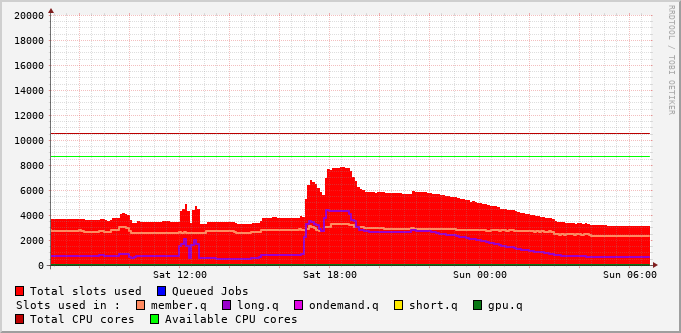 20000
18000
16000
14000
12000
10000
8000
6000
4000
2000
0
Sat 12:00 Sat 18:00 Sun 00:00 Sun 06:00
RRDTOOL / TOBI OETIKER
Total slots used Queued Jobs
Slots used in : member.q long.q ondemand.q short.q gpu.q
Total CPU cores Available CPU cores